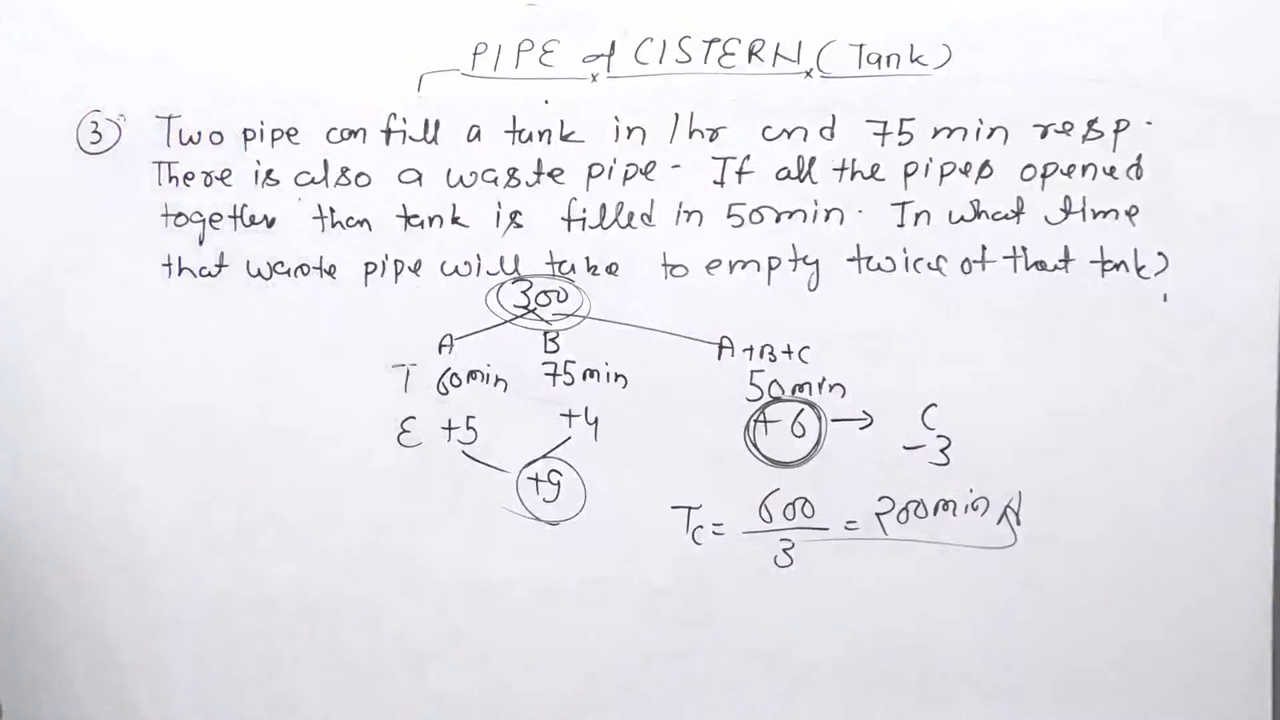 PIPE of CISTERN (Tank)
③ Two pipe can fill a tank in 1hr and 75 min resp.
There is also a waste pipe - If all the pipes opened
together than tank is filled in 50min. In what time
that waste pipe will take to empty twice of that tank?
300
A B A+B+C
T 60min 75min 50min
E +5 +4 +6 → C
-3
+9
Tc = 600/3 = 200min A